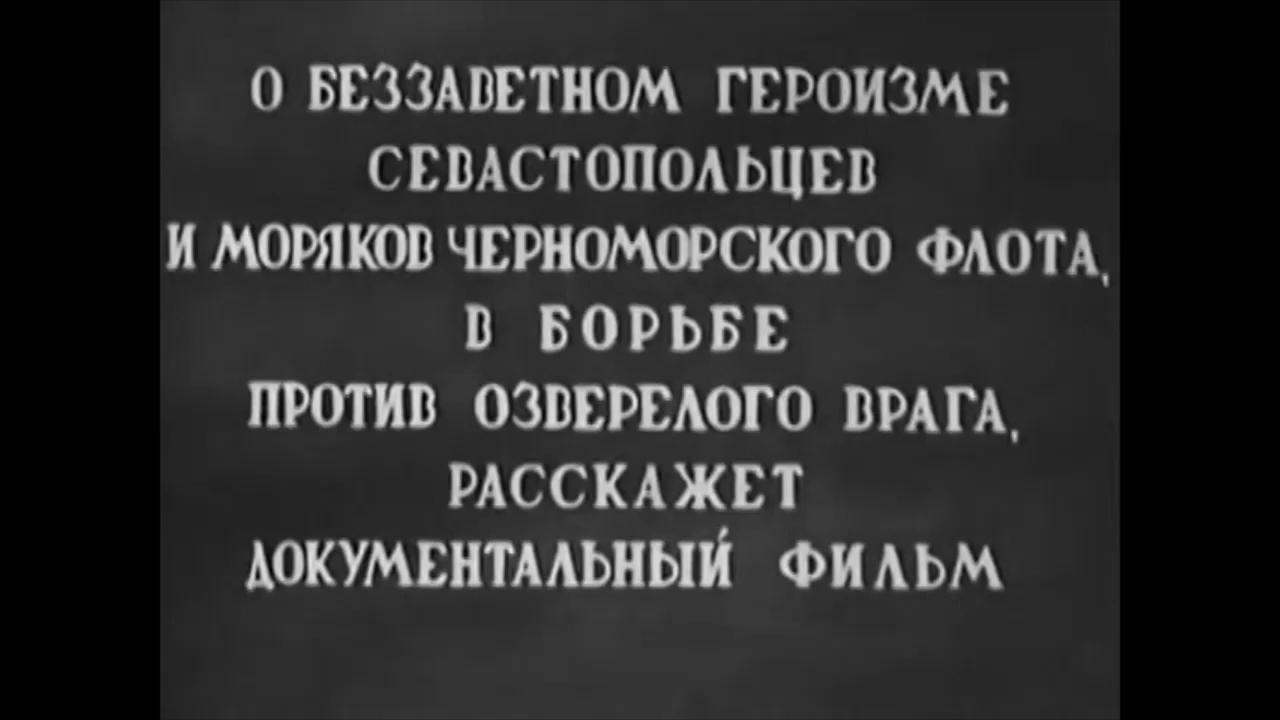 О БЕЗЗАВЕТНОМ ГЕРОИЗМЕ
СЕВАСТОПОЛЬЦЕВ
И МОРЯКОВ ЧЕРНОМОРСКОГО ФЛОТА,
В БОРЬБЕ
ПРОТИВ ОЗВЕРЕЛОГО ВРАГА,
РАССКАЖЕТ
ДОКУМЕНТАЛЬНЫЙ ФИЛЬМ